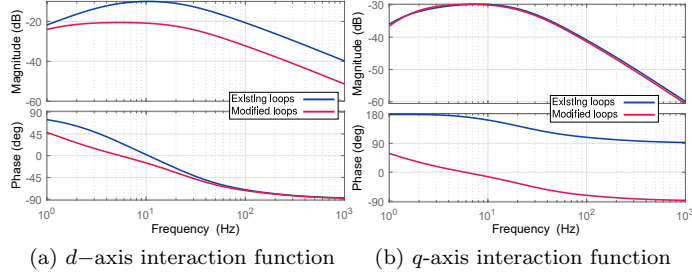 -20
-40
-60
Magnitude (dB)
ExIstIng loops
Modified loops
90
45
0
-45
-90
Phase (deg)
10^0
10^1
10^2
10^3
Frequency (Hz)
(a) d−axis interaction function
-30
-40
-50
-60
Magnitude (dB)
ExIstIng loops
Modified loops
180
90
0
-90
Phase (deg)
10^0
10^1
10^2
10^3
Frequency (Hz)
(b) q-axis interaction function